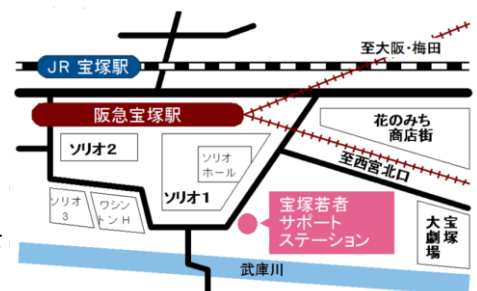 至大阪・梅田
JR 宝塚駅
阪急宝塚駅
花のみち
商店街
ソリオ2
ソリオ
ホール
至西宮北口
ソリオ1
ソリオ
3
ワシン
トンH
宝塚若者
サポート
ステーション
宝塚
大劇場
武庫川